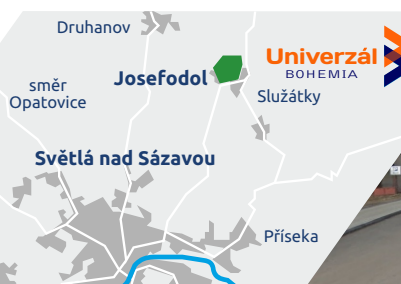 Druhanov
Univerzál
BOHEMIA
Josefodol
směr
Opatovice
Služátky
Světlá nad Sázavou
Příseka